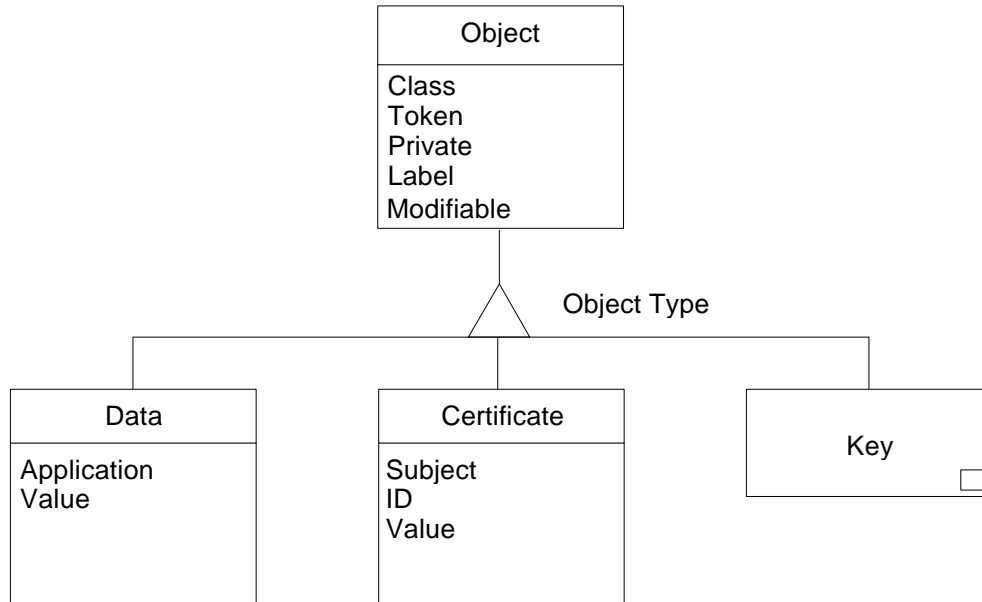 Object
Class
Token
Private
Label
Modifiable
Object Type
Data
Application
Value
Certificate
Subject
ID
Value
Key